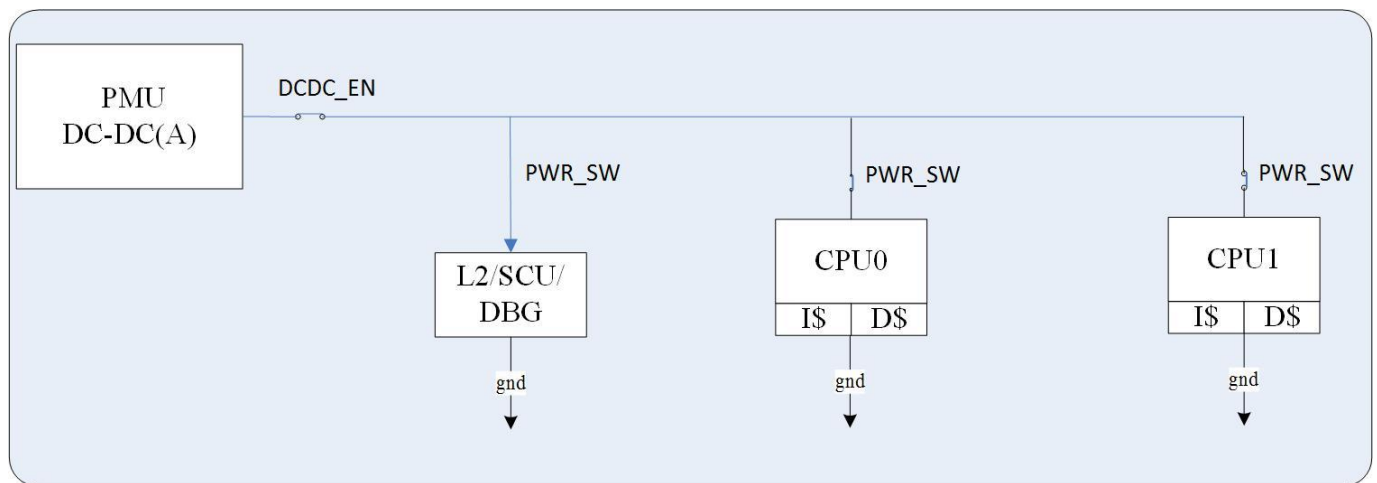 PMU
DC-DC(A)
DCDC_EN
PWR_SW
PWR_SW
PWR_SW
L2/SCU/
DBG
CPU0
I$ D$
CPU1
I$ D$
gnd
gnd
gnd